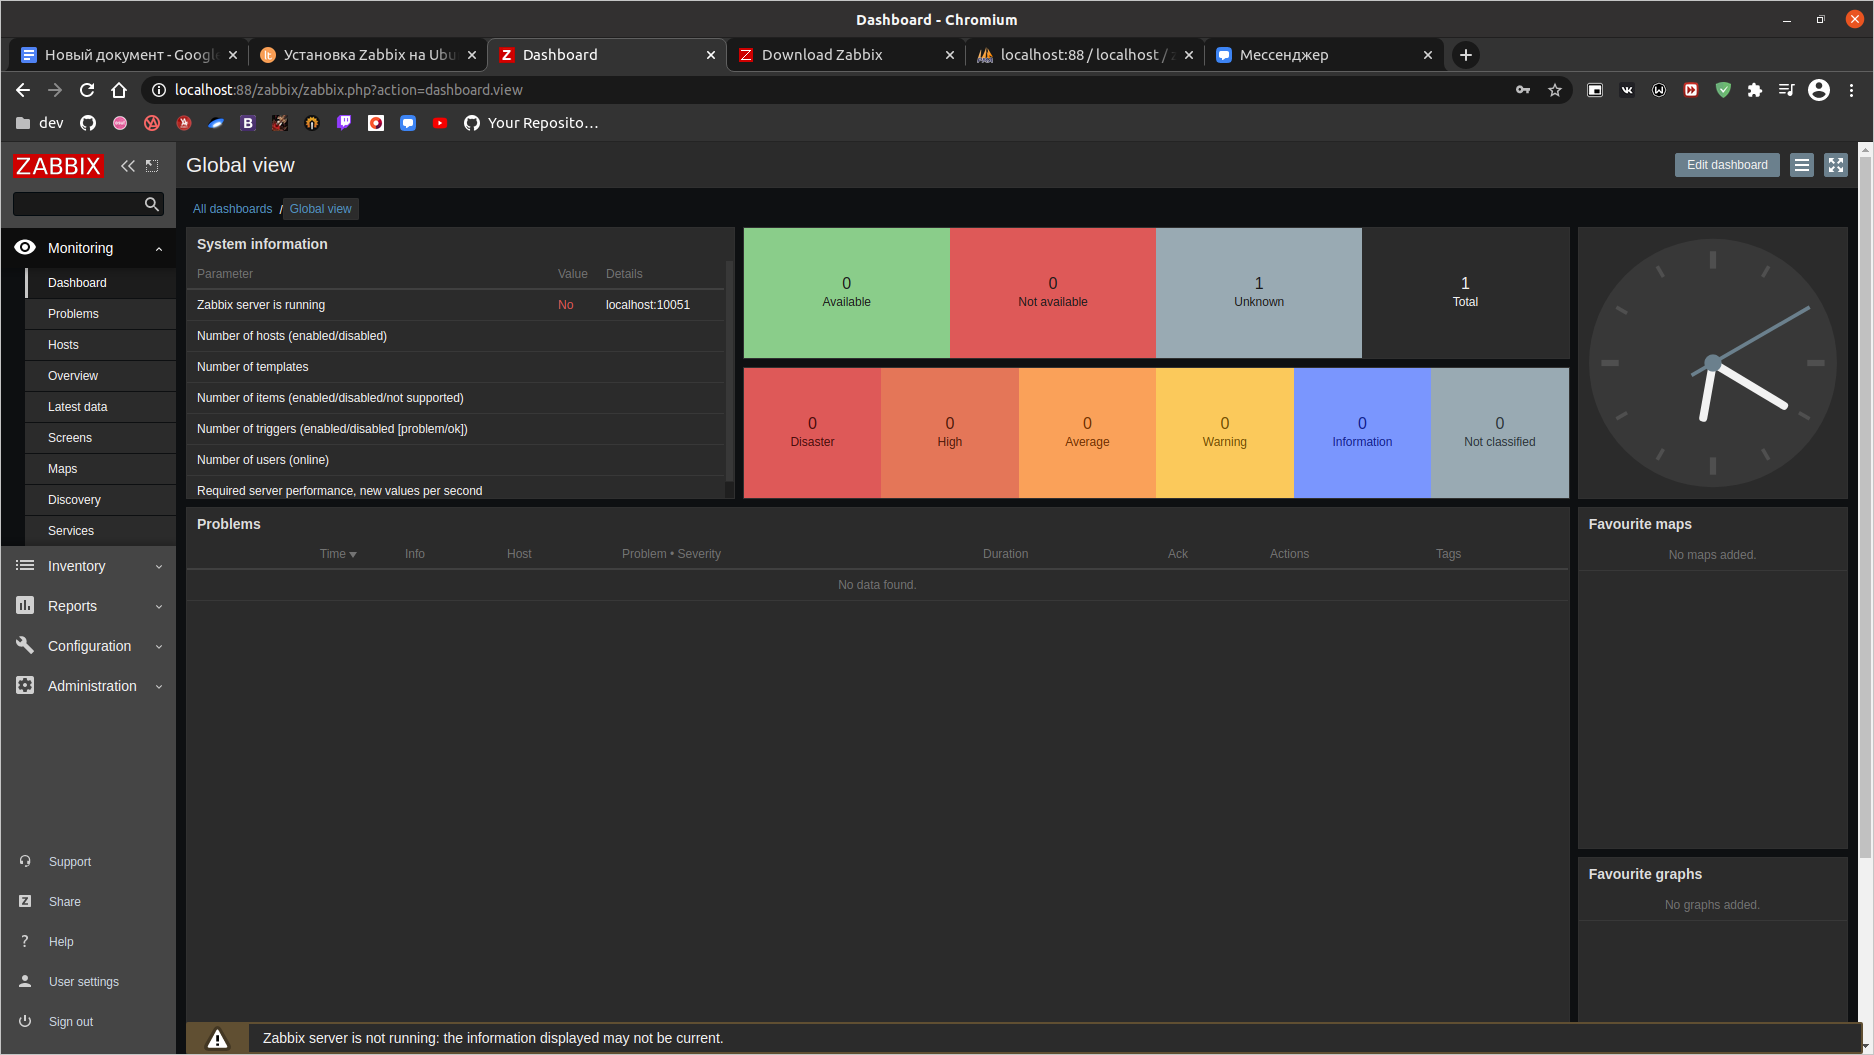 Dashboard - Chromium
Новый документ - Googl
Установка Zabbix на Ubu
Dashboard
Download Zabbix
localhost:88 / localhost /
Мессенджер
localhost:88/zabbix/zabbix.php?action=dashboard.view
dev
Your Reposito…
ZABBIX
Global view
Edit dashboard
All dashboards / Global view
Monitoring
Dashboard
Problems
Hosts
Overview
Latest data
Screens
Maps
Discovery
Services
Inventory
Reports
Configuration
Administration
Support
Share
Help
User settings
Sign out
System information
Parameter Value Details
Zabbix server is running No localhost:10051
Number of hosts (enabled/disabled)
Number of templates
Number of items (enabled/disabled/not supported)
Number of triggers (enabled/disabled [problem/ok])
Number of users (online)
Required server performance, new values per second
0
Available
0
Not available
1
Unknown
1
Total
0
Disaster
0
High
0
Average
0
Warning
0
Information
0
Not classified
Problems
Time Info Host Problem • Severity Duration Ack Actions Tags
No data found.
Favourite maps
No maps added.
Favourite graphs
No graphs added.
Zabbix server is not running: the information displayed may not be current.